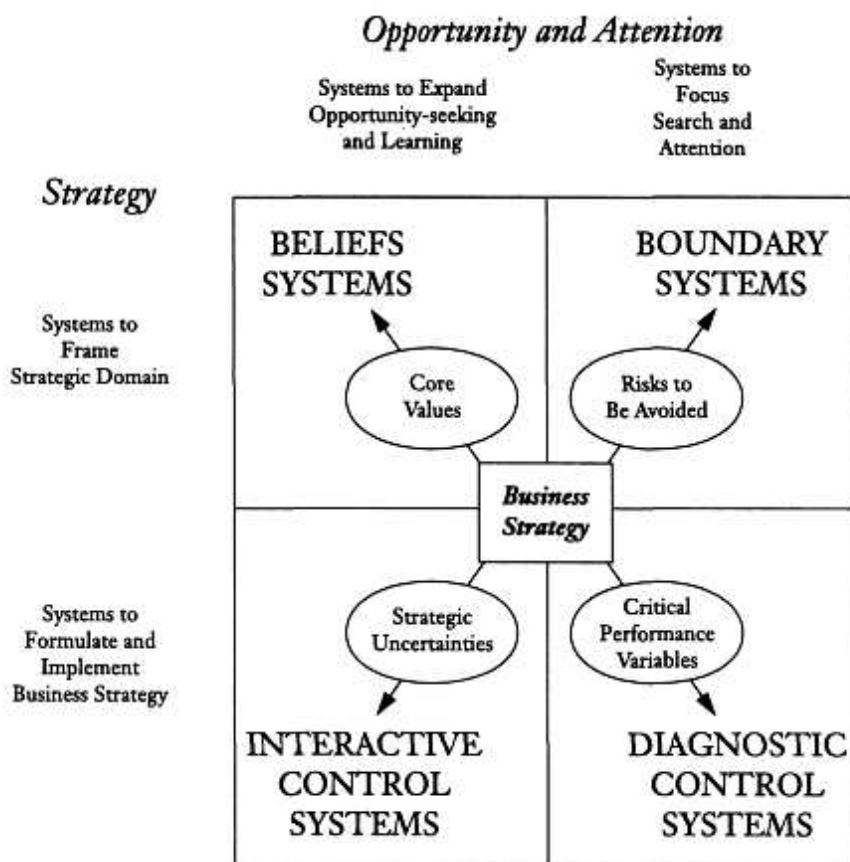 Opportunity and Attention
Systems to Expand
Opportunity-seeking
and Learning
Systems to
Focus
Search and
Attention
Strategy
BELIEFS
SYSTEMS
BOUNDARY
SYSTEMS
Systems to
Frame
Strategic Domain
Core
Values
Risks to
Be Avoided
Business
Strategy
Systems to
Formulate and
Implement
Business Strategy
Strategic
Uncertainties
Critical
Performance
Variables
INTERACTIVE
CONTROL
SYSTEMS
DIAGNOSTIC
CONTROL
SYSTEMS